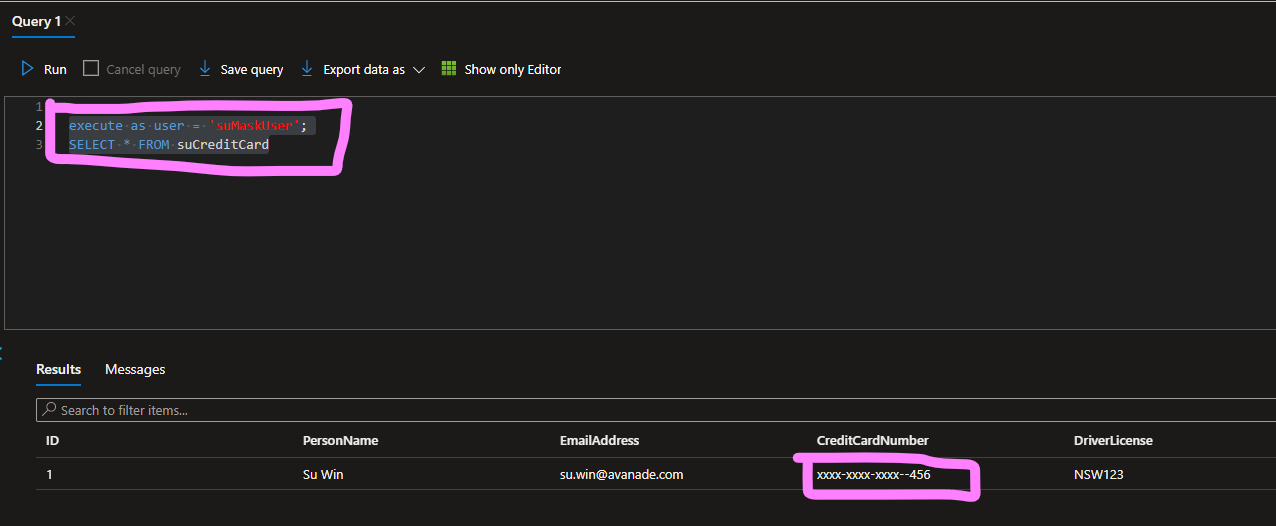 Query 1
Run Cancel query Save query Export data as Show only Editor
1
2 execute as user = 'suMaskUser';
3 SELECT * FROM suCreditCard
Results Messages
Search to filter items...
ID PersonName EmailAddress CreditCardNumber DriverLicense
1 Su Win su.win@avanade.com xxxx-xxxx-xxxx--456 NSW123